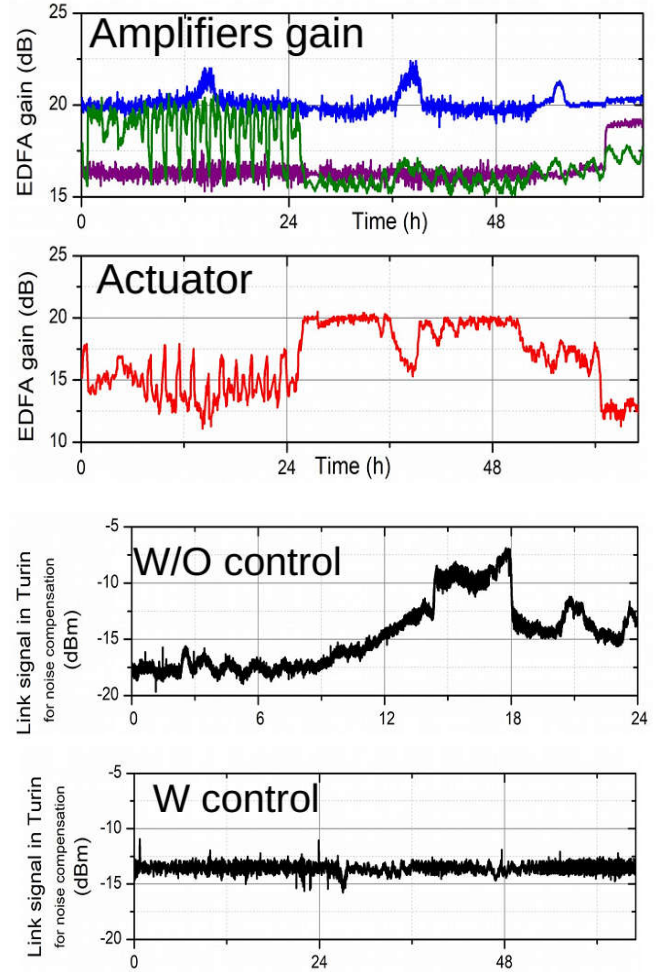 Amplifiers gain
EDFA gain (dB)
25
20
15
0
24
48
Time (h)
Actuator
EDFA gain (dB)
25
20
15
10
0
24
48
Time (h)
W/O control
Link signal in Turin
for noise compensation
(dBm)
-5
-10
-15
-20
0
6
12
18
24
W control
Link signal in Turin
for noise compensation
(dBm)
-5
-10
-15
-20
0
24
48